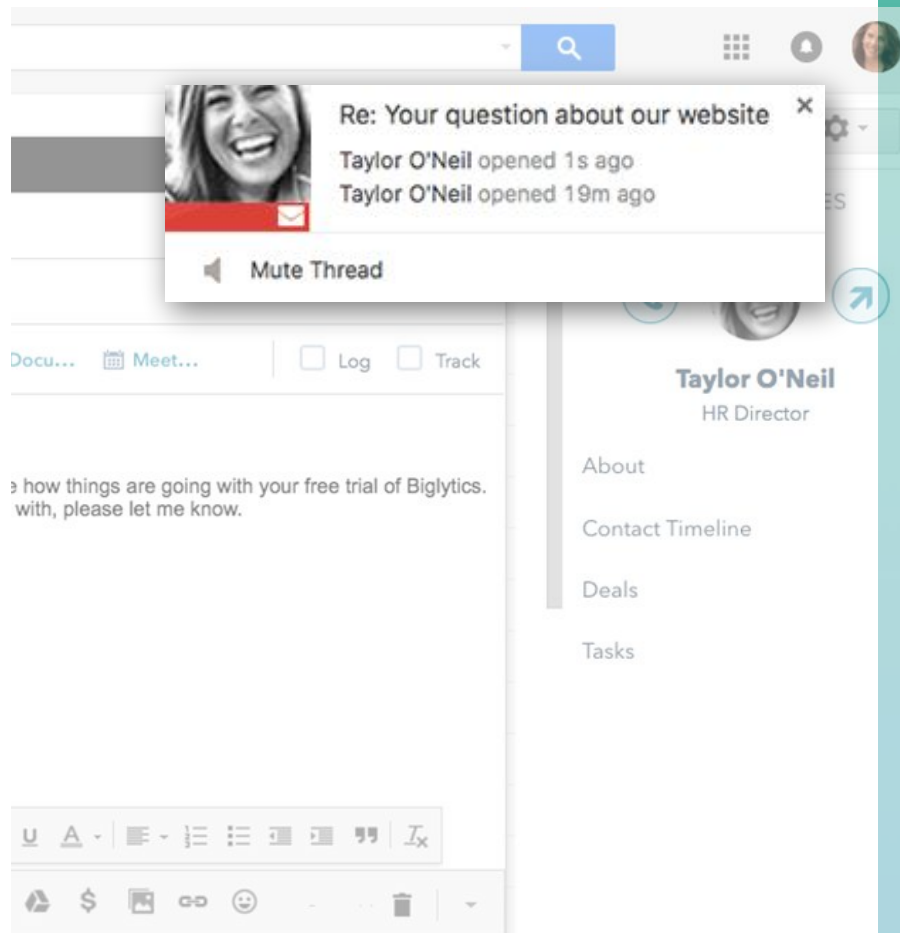 Re: Your question about our website
Taylor O'Neil opened 1s ago
Taylor O'Neil opened 19m ago
ES
Mute Thread
Docu... Meet... Log Track
Taylor O'Neil
HR Director
About
Contact Timeline
Deals
Tasks
e how things are going with your free trial of Biglytics.
with, please let me know.